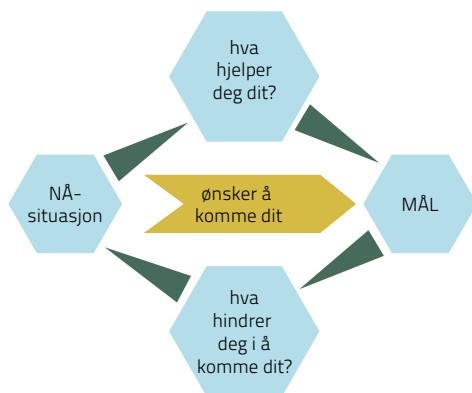 hva
hjelper
deg dit?
NÅ-
situasjon
ønsker å
komme dit
MÅL
hva
hindrer
deg i å
komme dit?